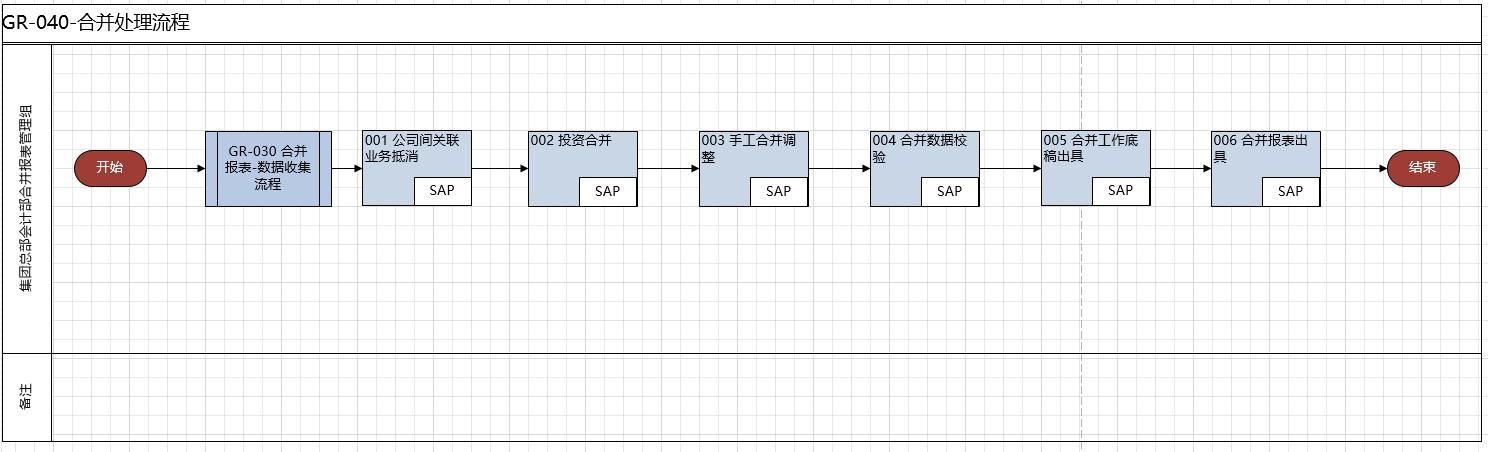 GR-040-合并处理流程
集团总部会计部合并报表管理组
开始
GR-030 合并
报表-数据收集
流程
001 公司间关联
业务抵消
SAP
002 投资合并
SAP
003 手工合并调
整
SAP
004 合并数据校
验
SAP
005 合并工作底
稿出具
SAP
006 合并报表出
具
SAP
结束
备注